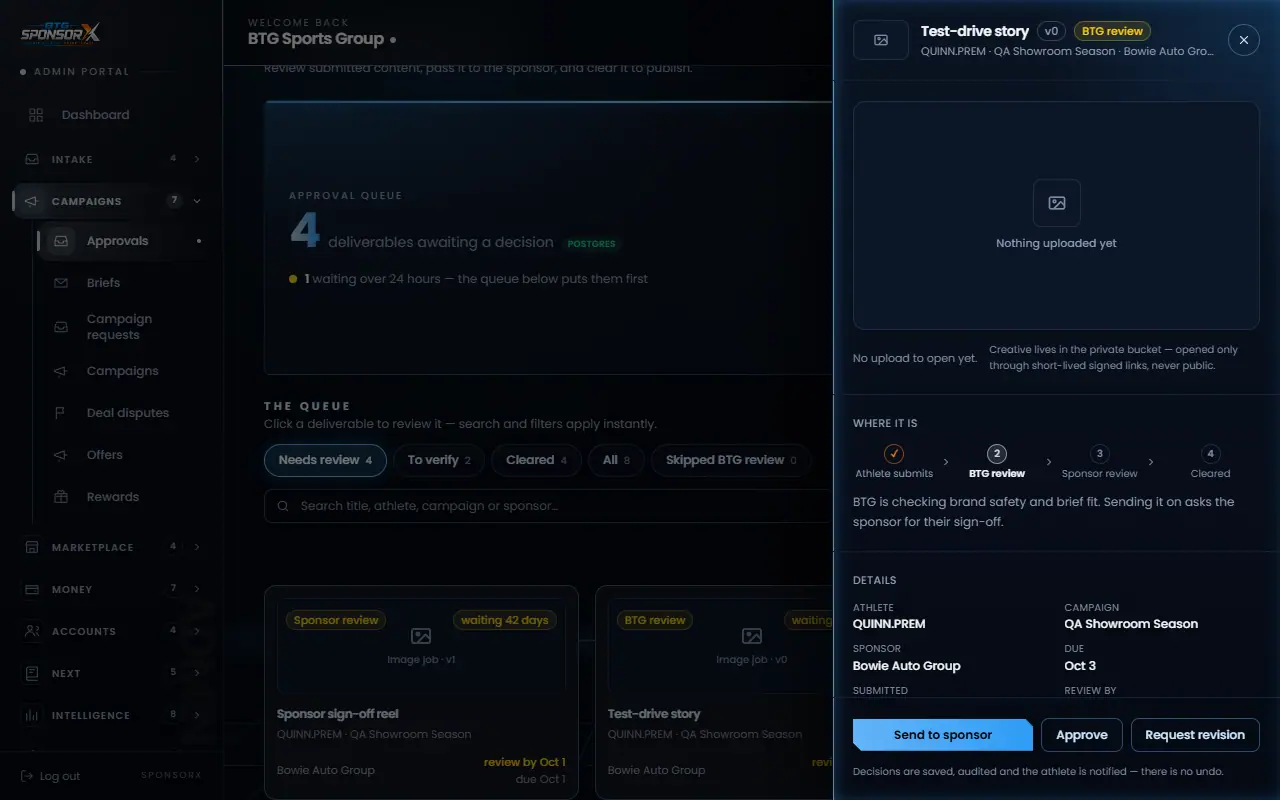 BTG
SPONSORX
ADMIN PORTAL
Dashboard
INTAKE 4
CAMPAIGNS 7
Approvals
Briefs
Campaign
requests
Campaigns
Deal disputes
Offers
Rewards
MARKETPLACE 4
MONEY 7
ACCOUNTS 4
NEXT 5
INTELLIGENCE 8
Log out SPONSORX
WELCOME BACK
BTG Sports Group
Review submitted content, pass it to the sponsor, and clear it to publish.
APPROVAL QUEUE
4 deliverables awaiting a decision POSTGRES
1 waiting over 24 hours — the queue below puts them first
THE QUEUE
Click a deliverable to review it — search and filters apply instantly.
Needs review 4 To verify 2 Cleared 4 All 8 Skipped BTG review 0
Search title, athlete, campaign or sponsor...
Sponsor review waiting 42 days
Image job · v1
Sponsor sign-off reel
QUINN.PREM · QA Showroom Season
Bowie Auto Group review by Oct 1
due Oct 1
BTG review waiting
Image job · v0
Test-drive story
QUINN.PREM · QA Showroom Season
Bowie Auto Group revi
Test-drive story v0 BTG review
QUINN.PREM · QA Showroom Season · Bowie Auto Gro...
Nothing uploaded yet
No upload to open yet.
Creative lives in the private bucket — opened only
through short-lived signed links, never public.
WHERE IT IS
2 3 4
Athlete submits BTG review Sponsor review Cleared
BTG is checking brand safety and brief fit. Sending it on asks the
sponsor for their sign-off.
DETAILS
ATHLETE CAMPAIGN
QUINN.PREM QA Showroom Season
SPONSOR DUE
Bowie Auto Group Oct 3
SUBMITTED REVIEW BY
Send to sponsor Approve Request revision
Decisions are saved, audited and the athlete is notified — there is no undo.